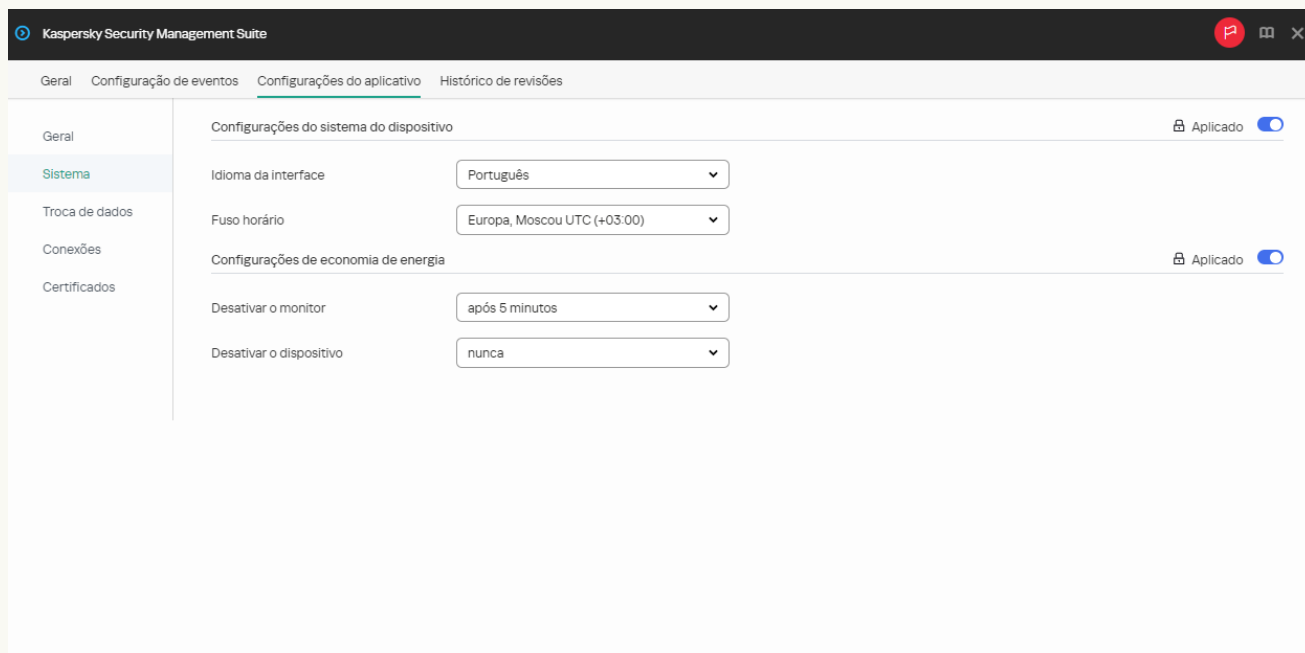 Kaspersky Security Management Suite
Geral Configuração de eventos Configurações do aplicativo Histórico de revisões
Geral
Sistema
Troca de dados
Conexões
Certificados
Configurações do sistema do dispositivo Aplicado
Idioma da interface Português
Fuso horário Europa, Moscou UTC (+03:00)
Configurações de economia de energia Aplicado
Desativar o monitor após 5 minutos
Desativar o dispositivo nunca